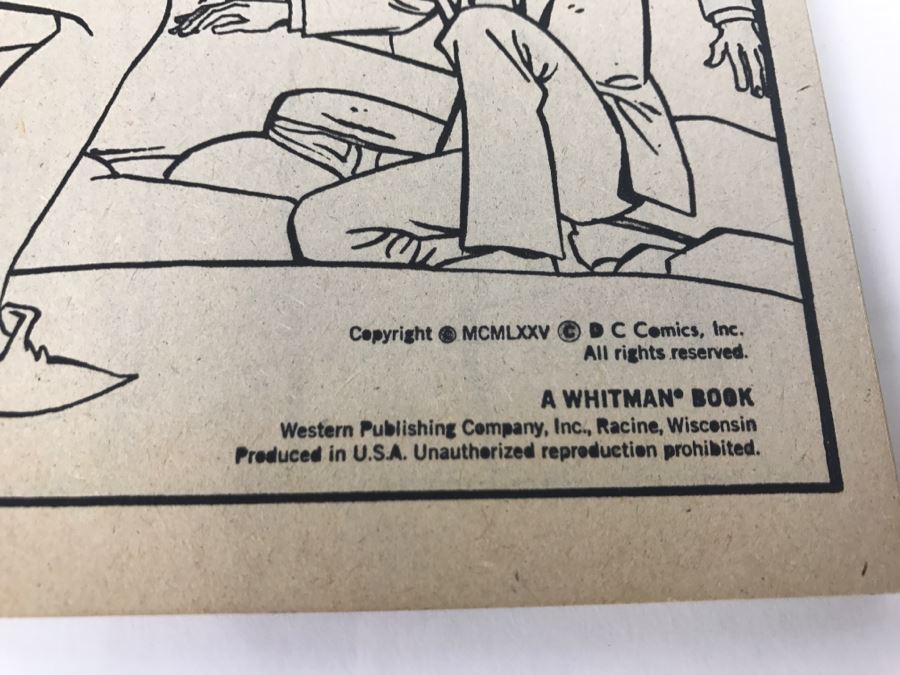 Copyright © MCMLXXV © D C Comics, Inc.
All rights reserved.
A WHITMAN® BOOK
Western Publishing Company, Inc., Racine, Wisconsin
Produced in U.S.A. Unauthorized reproduction prohibited.